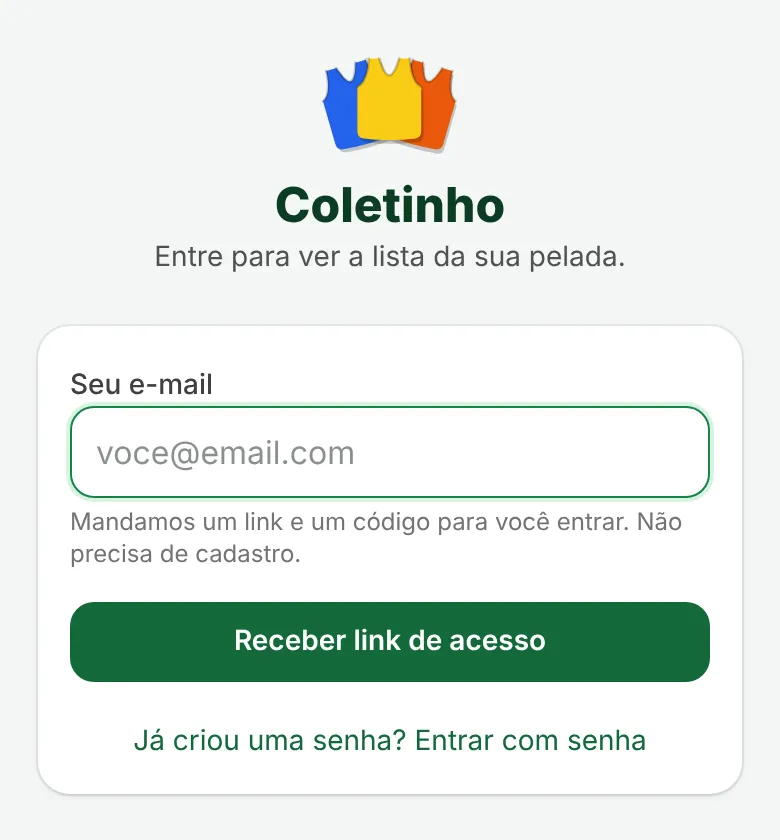 Coletinho
Entre para ver a lista da sua pelada.
Seu e-mail
voce@email.com
Mandamos um link e um código para você entrar. Não
precisa de cadastro.
Receber link de acesso
Já criou uma senha? Entrar com senha